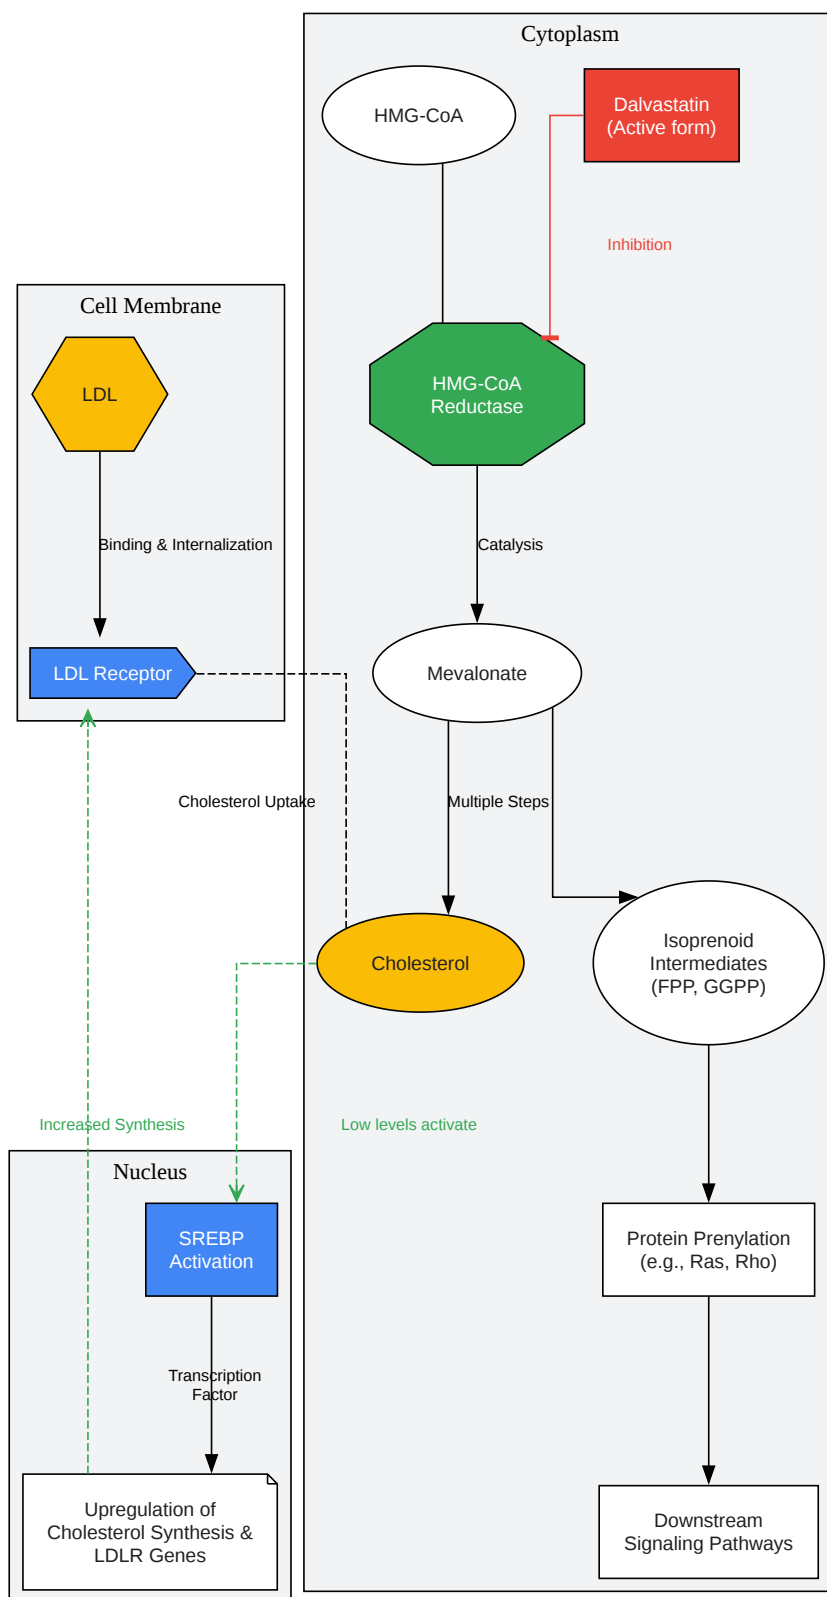 Cytoplasm
HMG-CoA
Dalvastatin
(Active form)
Inhibition
Cell Membrane
LDL
HMG-CoA
Reductase
Binding & Internalization
Catalysis
LDL Receptor
Mevalonate
Cholesterol Uptake
Multiple Steps
Cholesterol
Isoprenoid
Intermediates
(FPP, GGPP)
Increased Synthesis
Low levels activate
Nucleus
SREBP
Activation
Protein Prenylation
(e.g., Ras, Rho)
Transcription
Factor
Upregulation of
Cholesterol Synthesis &
LDLR Genes
Downstream
Signaling Pathways